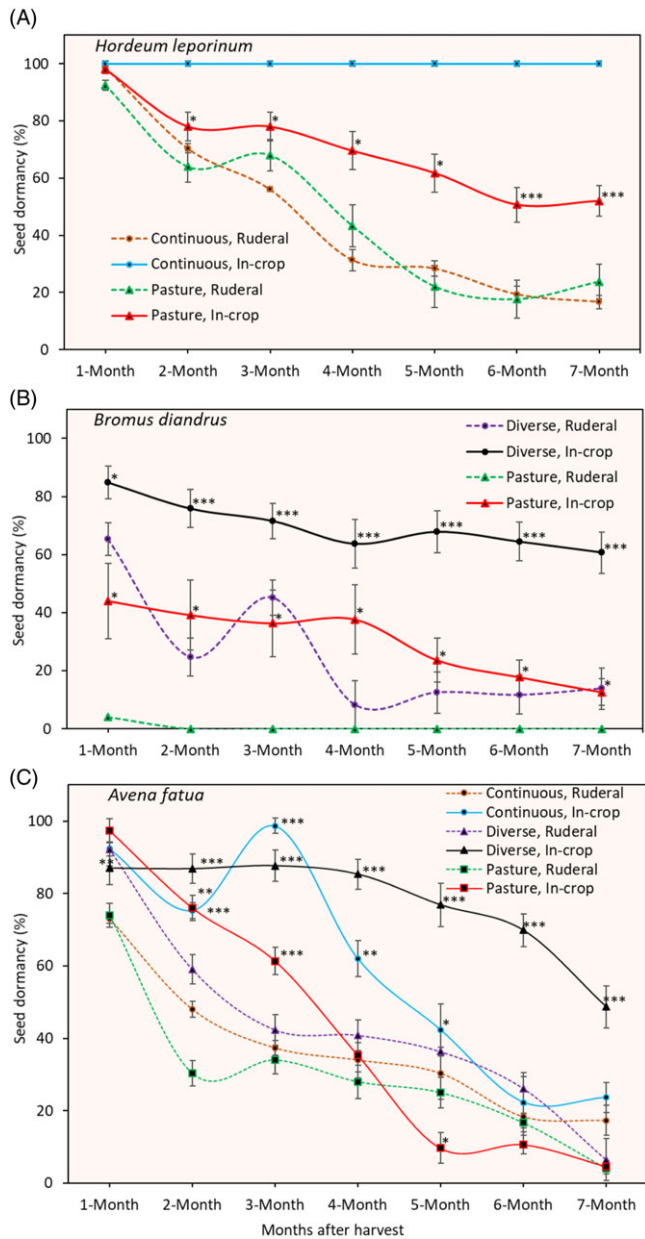 (A)
Hordeum leporinum
100
80
60
40
20
0
Seed dormancy (%)
*
*
*
*
***
***
Continuous, Ruderal
Continuous, In-crop
Pasture, Ruderal
Pasture, In-crop
1-Month 2-Month 3-Month 4-Month 5-Month 6-Month 7-Month
(B)
Bromus diandrus
100
80
60
40
20
0
Seed dormancy (%)
Diverse, Ruderal
Diverse, In-crop
Pasture, Ruderal
Pasture, In-crop
*
***
***
***
***
***
***
*
*
*
*
*
*
*
1-Month 2-Month 3-Month 4-Month 5-Month 6-Month 7-Month
(C)
Avena fatua
100
80
60
40
20
0
Seed dormancy (%)
Continuous, Ruderal
Continuous, In-crop
Diverse, Ruderal
Diverse, In-crop
Pasture, Ruderal
Pasture, In-crop
***
***
***
***
***
***
***
**
***
***
**
*
*
1-Month 2-Month 3-Month 4-Month 5-Month 6-Month 7-Month
Months after harvest